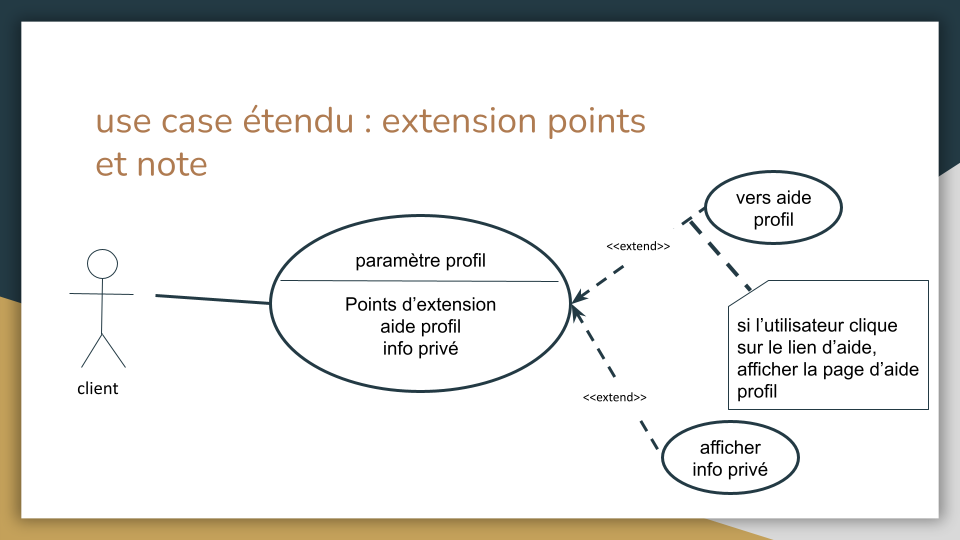 use case étendu : extension points
et note
vers aide
profil
<<extend>>
paramètre profil
Points d’extension
aide profil
info privé
si l’utilisateur clique
sur le lien d’aide,
afficher la page d’aide
profil
client
<<extend>>
afficher
info privé